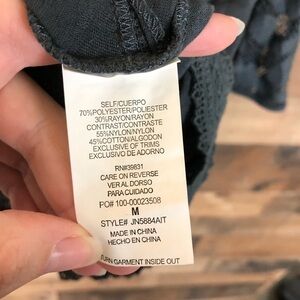 SELF/CUERPO
70%POLYESTER/POLIESTER
30%RAYON/RAYON
CONTRAST/CONTRASTE
55%NYLON/NYLON
45%COTTON/ALGODON
EXCLUSIVE OF TRIMS
EXCLUSIVO DE ADORNO
RN#39831
CARE ON REVERSE
VER AL DORSO
PARA CUIDADO
PO# 100-00023508
M
STYLE# JN5884AIT
MADE IN CHINA
HECHO EN CHINA
TURN GARMENT INSIDE OUT